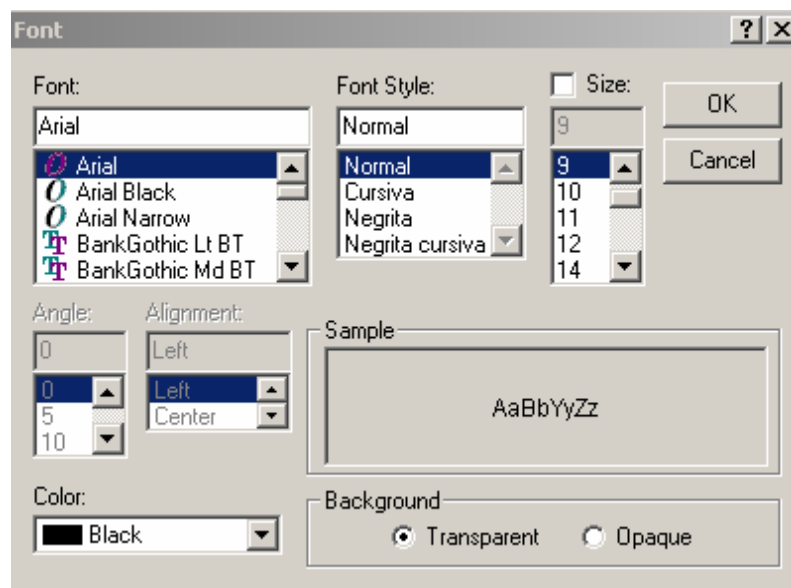 Font
Font:
Arial
Arial
Arial Black
Arial Narrow
BankGothic Lt BT
BankGothic Md BT
Font Style:
Normal
Normal
Cursiva
Negrita
Negrita cursiva
Size:
9
9
10
11
12
14
OK
Cancel
Angle:
0
0
5
10
Alignment:
Left
Left
Center
Sample
AaBbYyZz
Color:
Black
Background
Transparent
Opaque